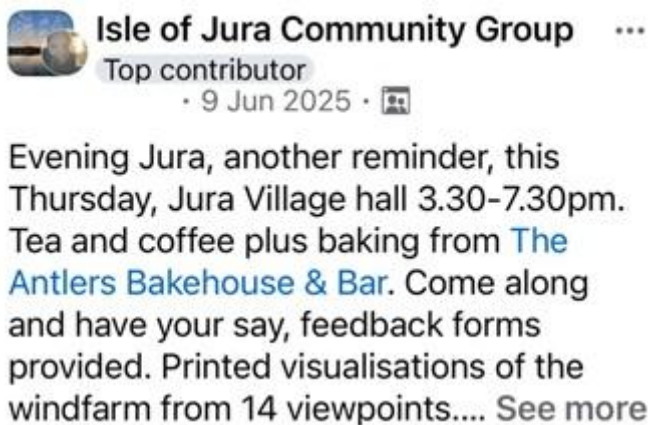 Isle of Jura Community Group ...
Top contributor
· 9 Jun 2025 ·
Evening Jura, another reminder, this
Thursday, Jura Village hall 3.30-7.30pm.
Tea and coffee plus baking from The
Antlers Bakehouse & Bar. Come along
and have your say, feedback forms
provided. Printed visualisations of the
windfarm from 14 viewpoints.... See more